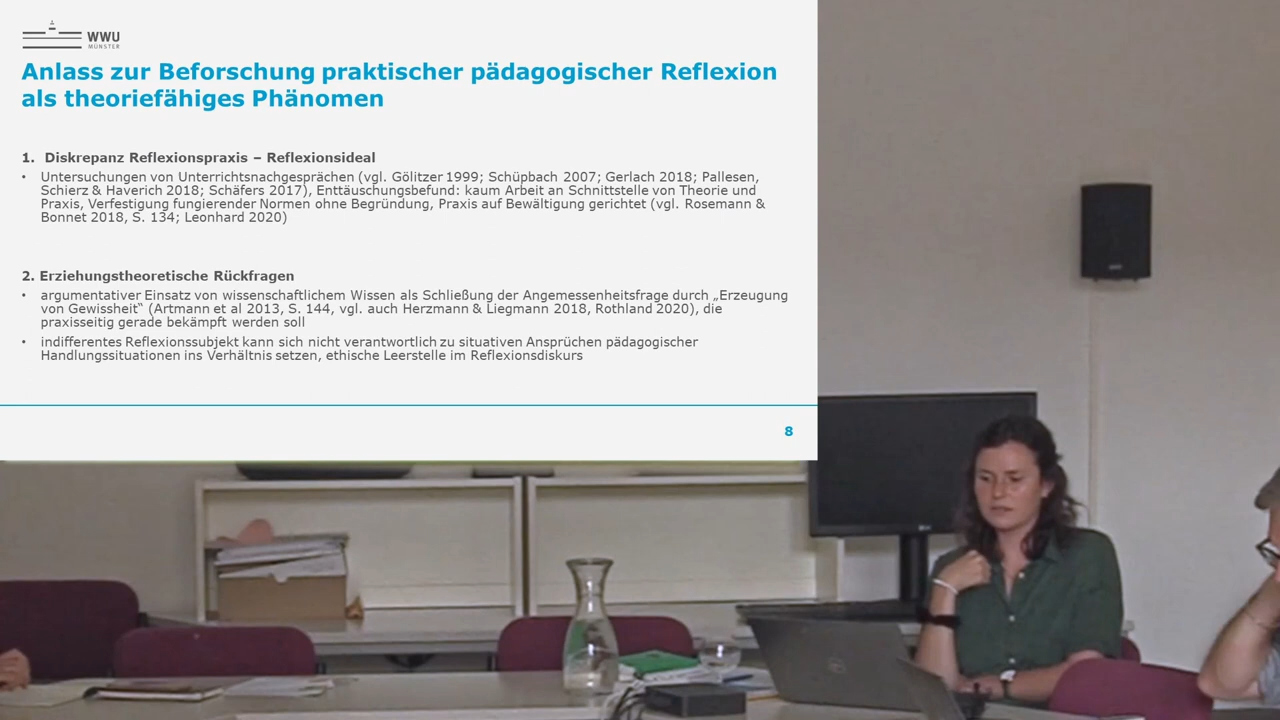 WWU
MÜNSTER
Anlass zur Beforschung praktischer pädagogischer Reflexion
als theoriefähiges Phänomen
1. Diskrepanz Reflexionspraxis – Reflexionsideal
• Untersuchungen von Unterrichtsnachgesprächen (vgl. Gölitzer 1999; Schüpbach 2007; Gerlach 2018; Pallesen,
Schierz & Haverich 2018; Schäfers 2017), Enttäuschungsbefund: kaum Arbeit an Schnittstelle von Theorie und
Praxis, Verfestigung fungierender Normen ohne Begründung, Praxis auf Bewältigung gerichtet (vgl. Rosemann &
Bonnet 2018, S. 134; Leonhard 2020)
2. Erziehungstheoretische Rückfragen
• argumentativer Einsatz von wissenschaftlichem Wissen als Schließung der Angemessenheitsfrage durch „Erzeugung
von Gewissheit“ (Artmann et al 2013, S. 144, vgl. auch Herzmann & Liegmann 2018, Rothland 2020), die
praxisseitig gerade bekämpft werden soll
• indifferentes Reflexionssubjekt kann sich nicht verantwortlich zu situativen Ansprüchen pädagogischer
Handlungssituationen ins Verhältnis setzen, ethische Leerstelle im Reflexionsdiskurs
8